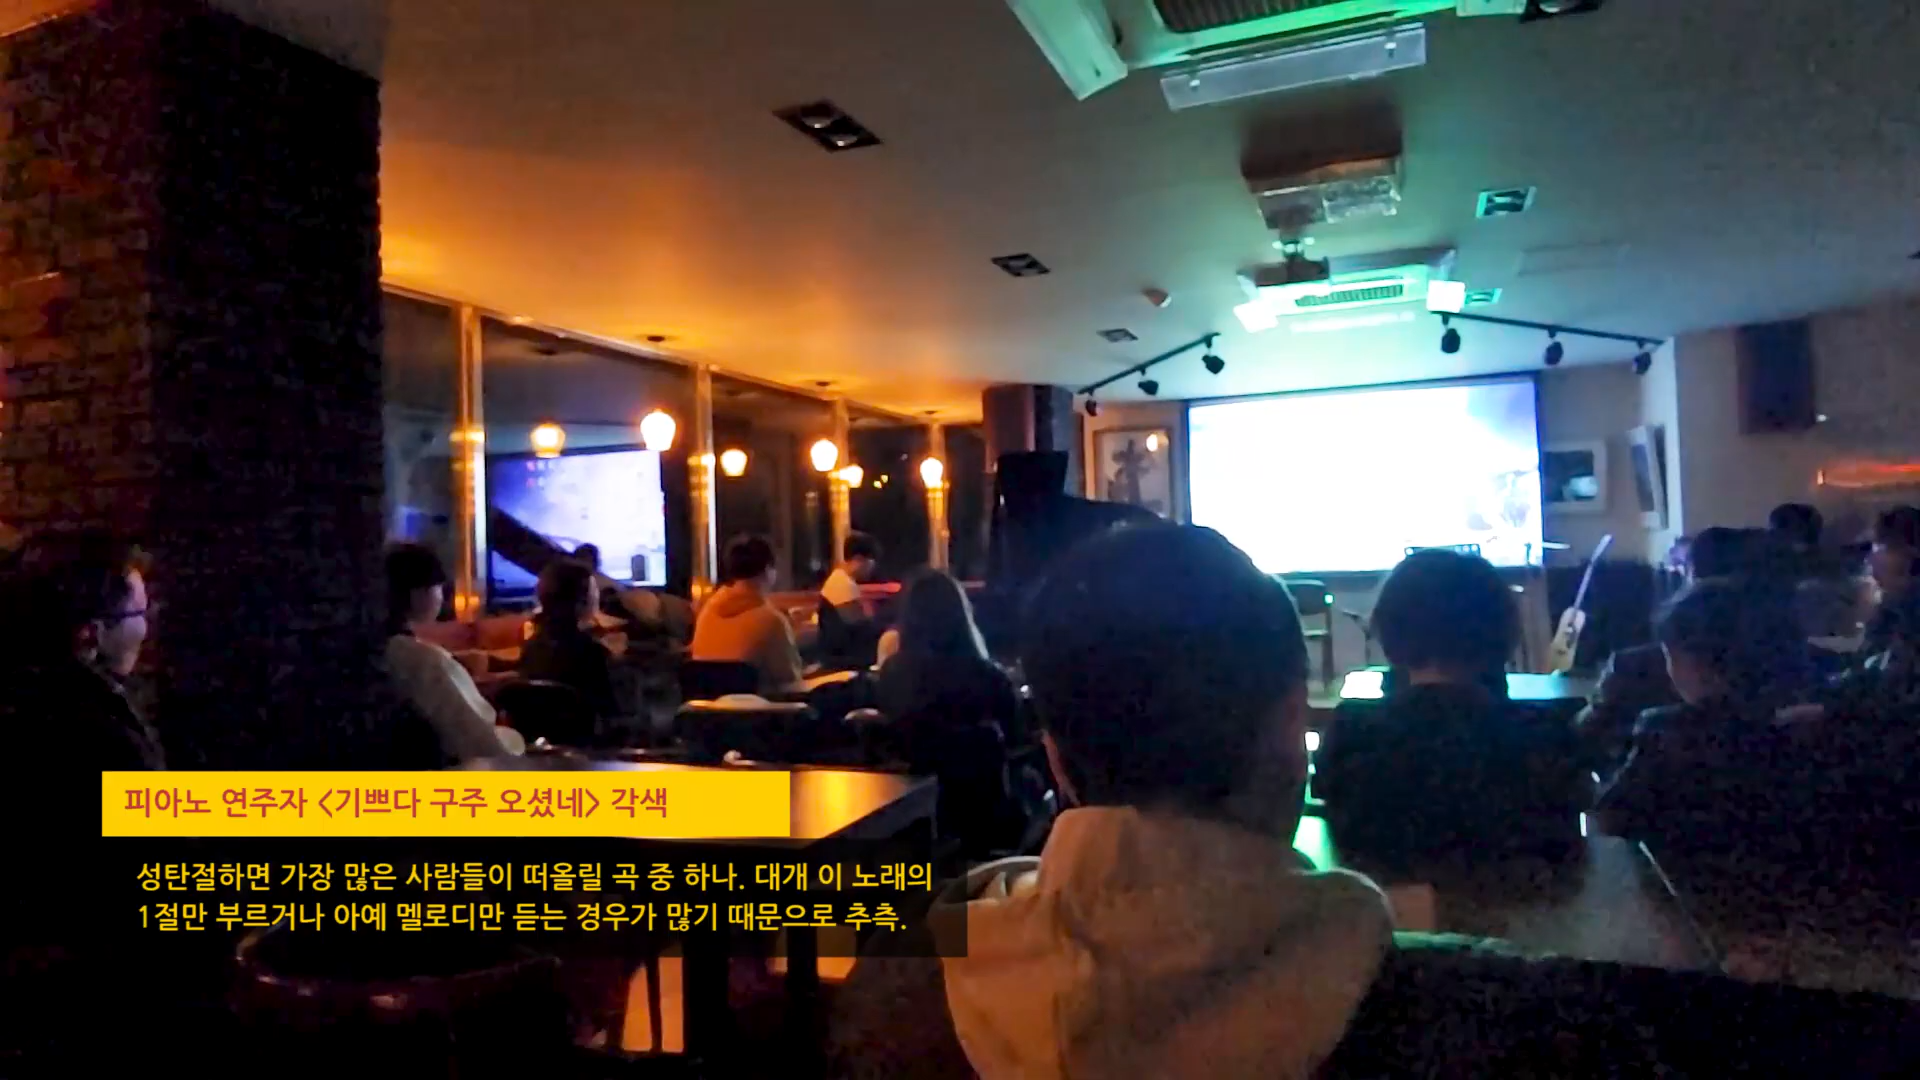 피아노 연주자 <기쁘다 구주 오셨네> 각색
성탄절하면 가장 많은 사람들이 떠올릴 곡 중 하나. 대개 이 노래의
1절만 부르거나 아예 멜로디만 듣는 경우가 많기 때문으로 추측.